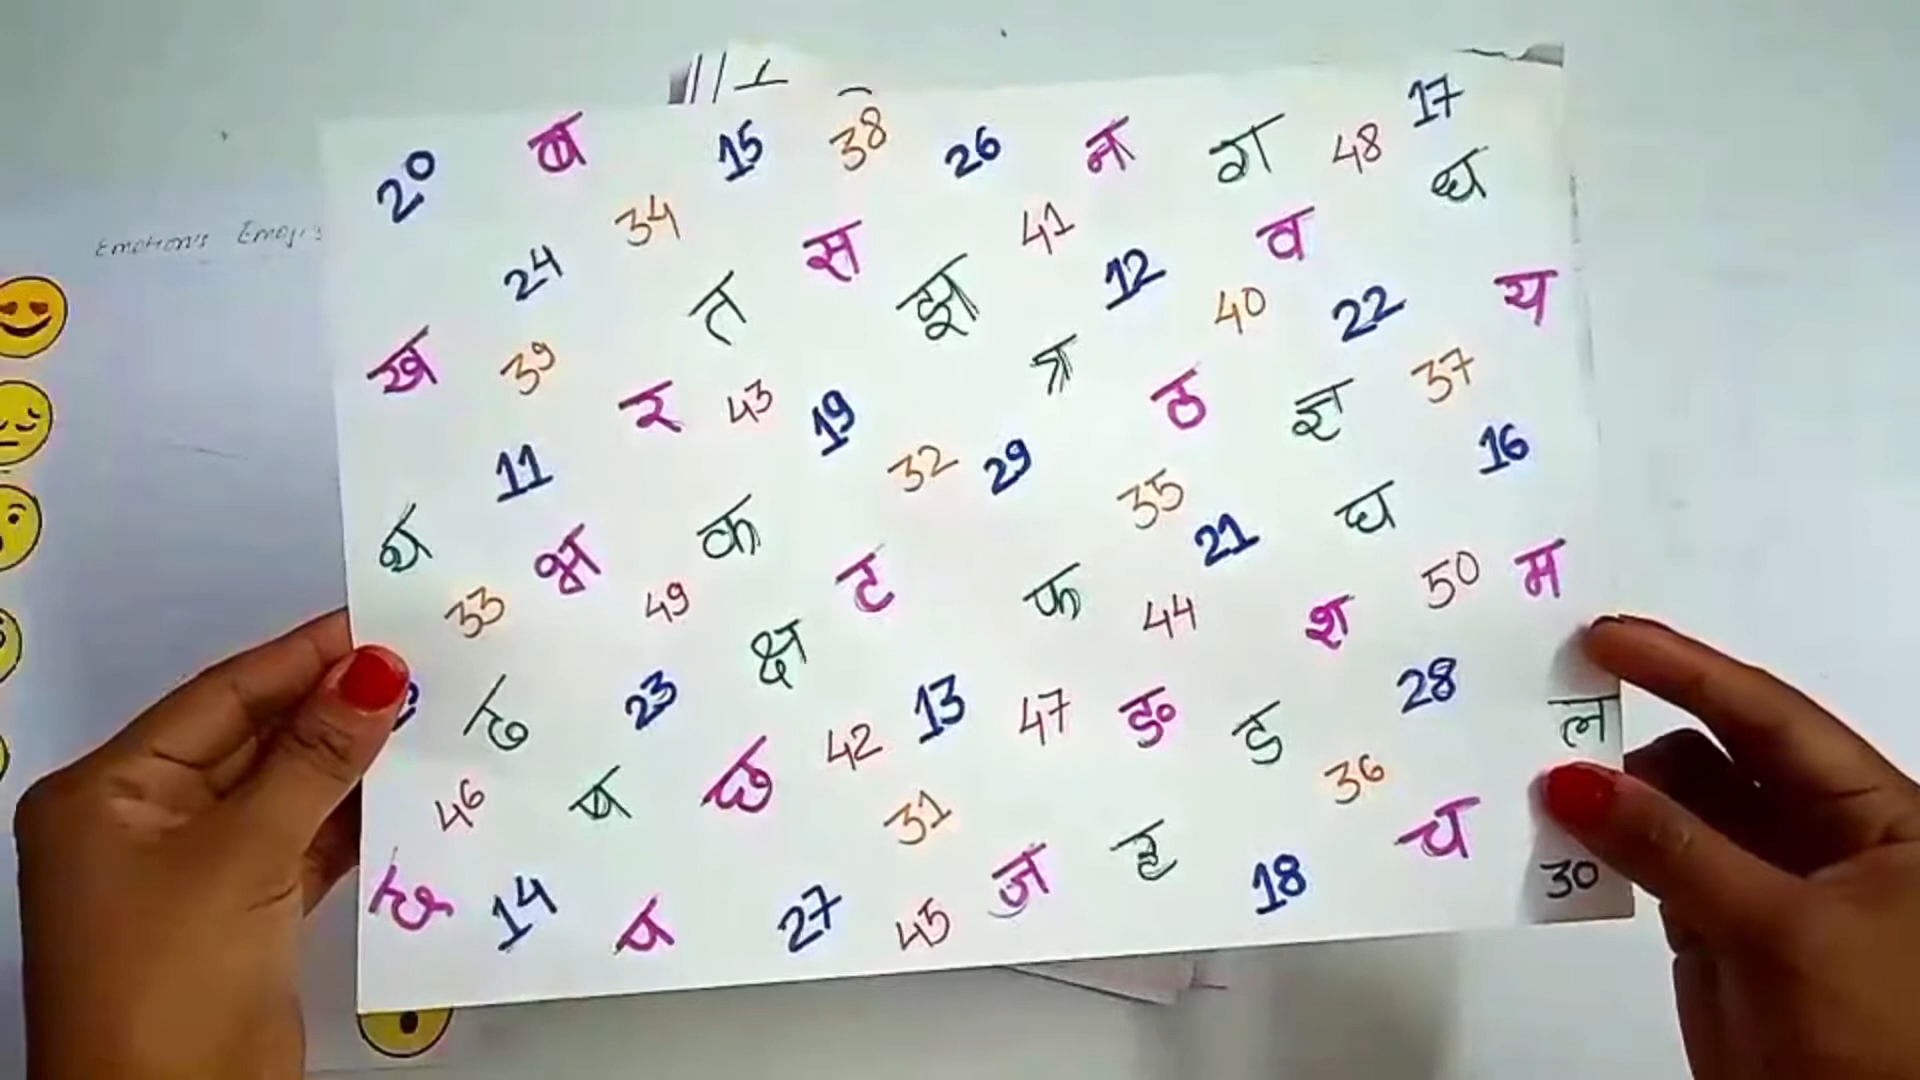 Emotion's Emoji's
20 ब 15 38 26 न ग 48 17
34 24 त स झ 41 12 व ध
40 22 य
ख 39 र 43 19 त्र ठ ज्ञ 37
11 32 29 35 21 घ 16
थ भ क ट फ 44 श 50 म
33 49 क्ष
ढ 23 13 47 ङ ड 28 ल
46 ष छ 42 31 36
14 प 27 45 ज ह 18 च 30